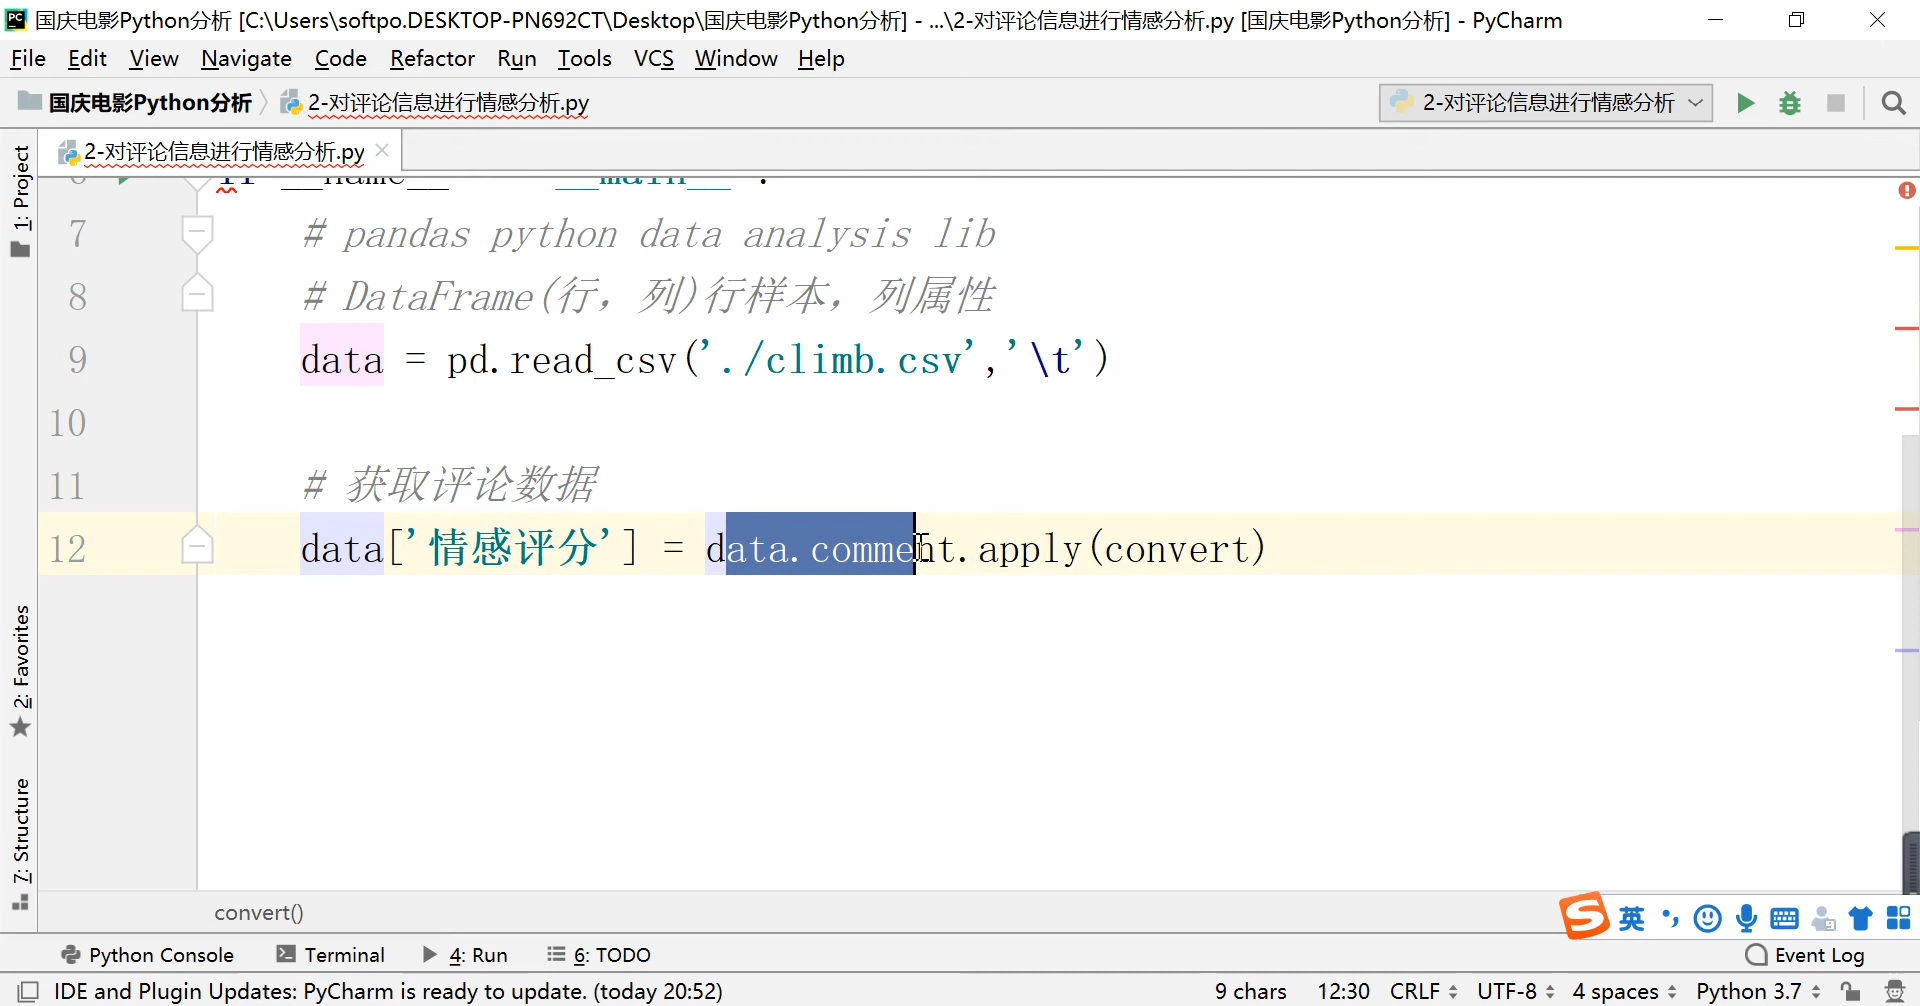 国庆电影Python分析 [C:\Users\softpo.DESKTOP-PN692CT\Desktop\国庆电影Python分析] - ...\2-对评论信息进行情感分析.py [国庆电影Python分析] - PyCharm
File Edit View Navigate Code Refactor Run Tools VCS Window Help
国庆电影Python分析 2-对评论信息进行情感分析.py 2-对评论信息进行情感分析
2-对评论信息进行情感分析.py
1: Project
2: Favorites
7: Structure
7 # pandas python data analysis lib
8 # DataFrame(行，列)行样本，列属性
9 data = pd.read_csv('./climb.csv','\t')
10
11 # 获取评论数据
12 data['情感评分'] = data.comment.apply(convert)
convert()
英
Python Console Terminal 4: Run 6: TODO Event Log
IDE and Plugin Updates: PyCharm is ready to update. (today 20:52) 9 chars 12:30 CRLF UTF-8 4 spaces Python 3.7